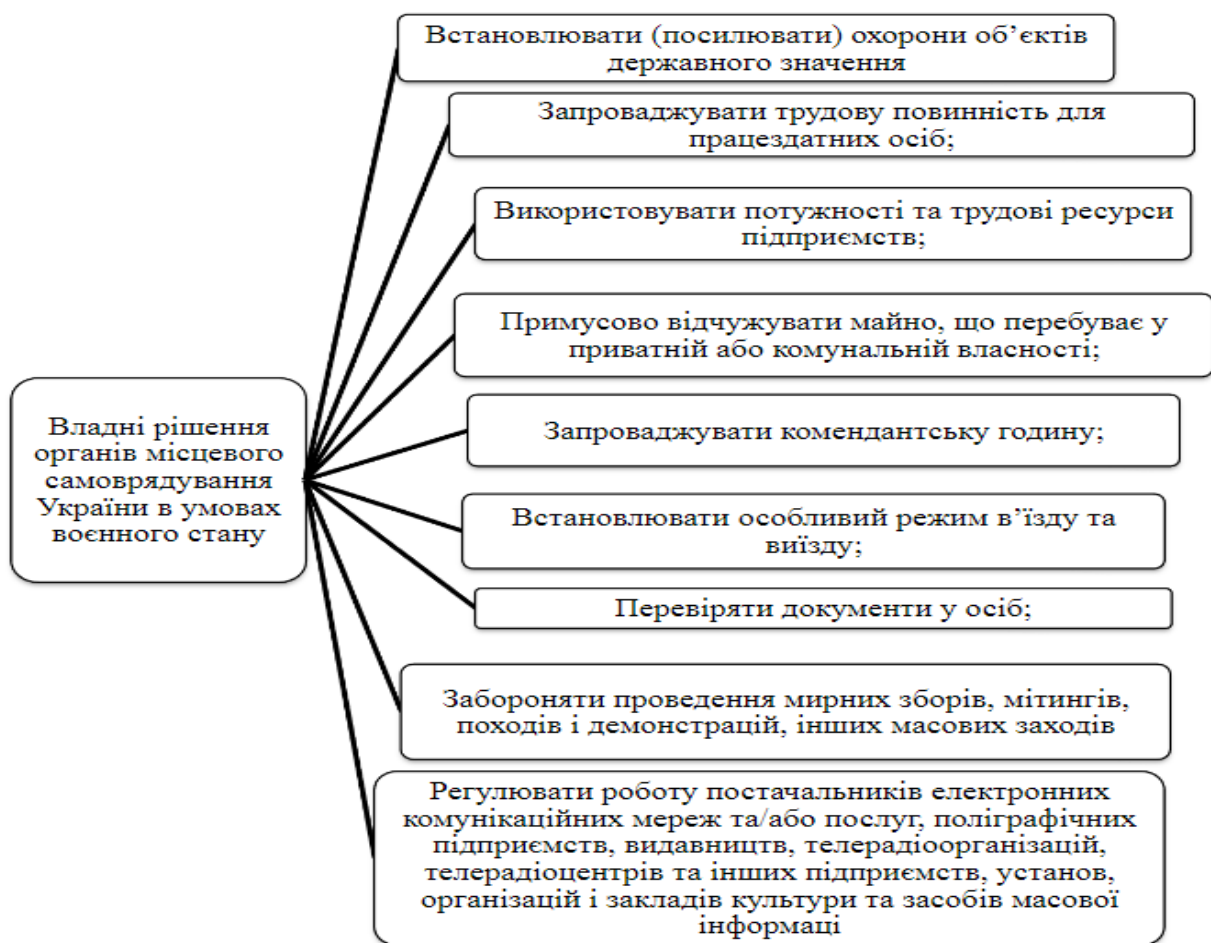 Встановлювати (посилювати) охорони об’єктів
державного значення
Запроваджувати трудову повинність для
працездатних осіб;
Використовувати потужності та трудові ресурси
підприємств;
Примусово відчужувати майно, що перебуває у
приватній або комунальній власності;
Владні рішення
органів місцевого
самоврядування
України в умовах
воєнного стану
Запроваджувати комендантську годину;
Встановлювати особливий режим в’їзду та
виїзду;
Перевіряти документи у осіб;
Забороняти проведення мирних зборів, мітингів,
походів і демонстрацій, інших масових заходів
Регулювати роботу постачальників електронних
комунікаційних мереж та/або послуг, поліграфічних
підприємств, видавництв, телерадіоорганізацій,
телерадіоцентрів та інших підприємств, установ,
організацій і закладів культури та засобів масової
інформаці